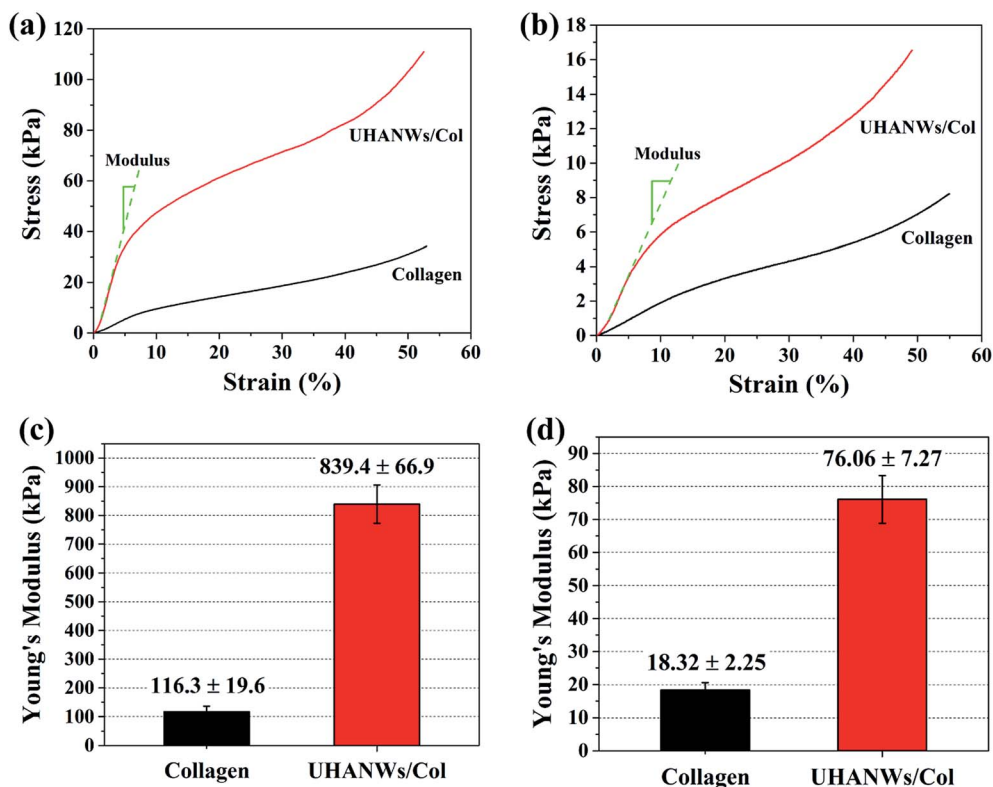 (a)
120
100
80
60
40
20
0
Stress (kPa)
Modulus
UHANWs/Col
Collagen
0 10 20 30 40 50 60
Strain (%)
(b)
18
16
14
12
10
8
6
4
2
0
Stress (kPa)
Modulus
UHANWs/Col
Collagen
0 10 20 30 40 50 60
Strain (%)
(c)
1000
900
800
700
600
500
400
300
200
100
0
Young's Modulus (kPa)
839.4 ± 66.9
116.3 ± 19.6
Collagen UHANWs/Col
(d)
90
80
70
60
50
40
30
20
10
0
Young's Modulus (kPa)
76.06 ± 7.27
18.32 ± 2.25
Collagen UHANWs/Col